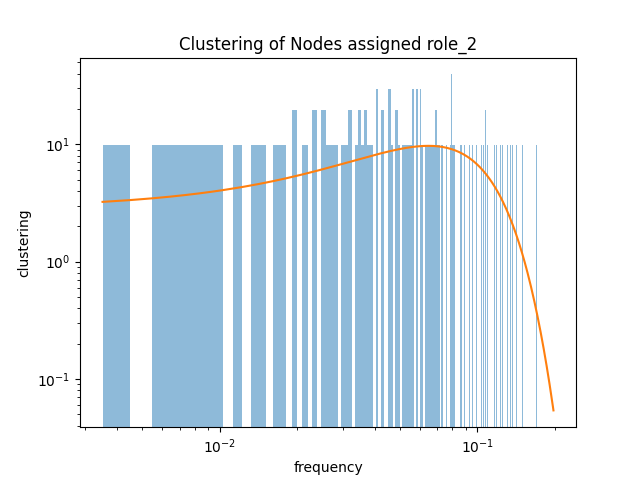 Clustering of Nodes assigned role_2
clustering
10¹
10⁰
10⁻¹
10⁻²
10⁻¹
frequency